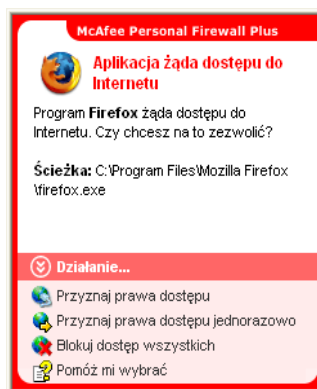 McAfee Personal Firewall Plus
Aplikacja żąda dostępu do
Internetu
Program Firefox żąda dostępu do
Internetu. Czy chcesz na to zezwolić?
Ścieżka: C:\Program Files\Mozilla Firefox
\firefox.exe
Działanie...
Przyznaj prawa dostępu
Przyznaj prawa dostępu jednorazowo
Blokuj dostęp wszystkich
Pomóż mi wybrać